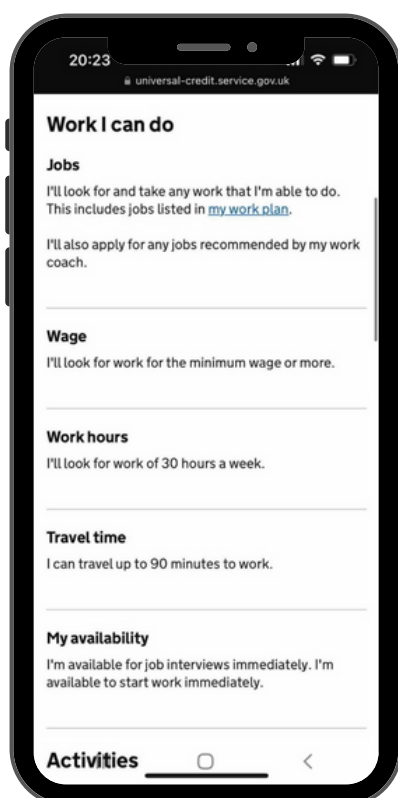 20:23
universal-credit.service.gov.uk
Work I can do
Jobs
I'll look for and take any work that I'm able to do.
This includes jobs listed in my work plan.
I'll also apply for any jobs recommended by my work
coach.
Wage
I'll look for work for the minimum wage or more.
Work hours
I'll look for work of 30 hours a week.
Travel time
I can travel up to 90 minutes to work.
My availability
I'm available for job interviews immediately. I'm
available to start work immediately.
Activities